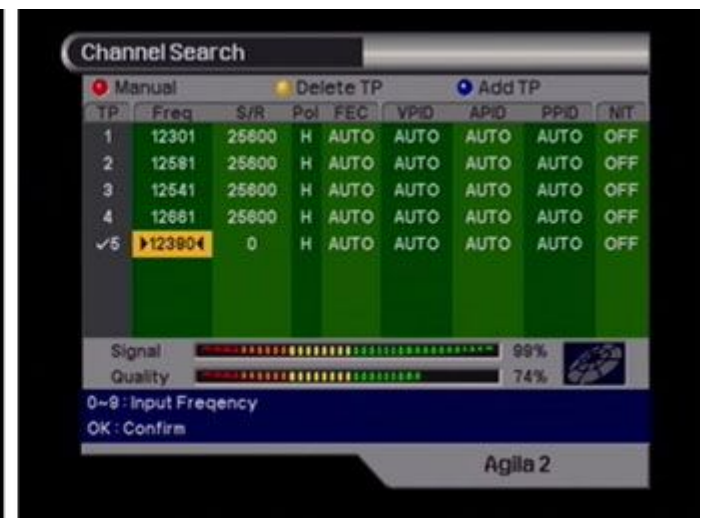 Channel Search
Manual Delete TP Add TP
TP Freq S/R Pol FEC VPID APID PPID NIT
1 12301 25600 H AUTO AUTO AUTO AUTO OFF
2 12581 25600 H AUTO AUTO AUTO AUTO OFF
3 12541 25600 H AUTO AUTO AUTO AUTO OFF
4 12661 25600 H AUTO AUTO AUTO AUTO OFF
✓5 ▶12390◀ 0 H AUTO AUTO AUTO AUTO OFF
Signal 99%
Quality 74%
0~9 : Input Freqency
OK : Confirm
Agila 2